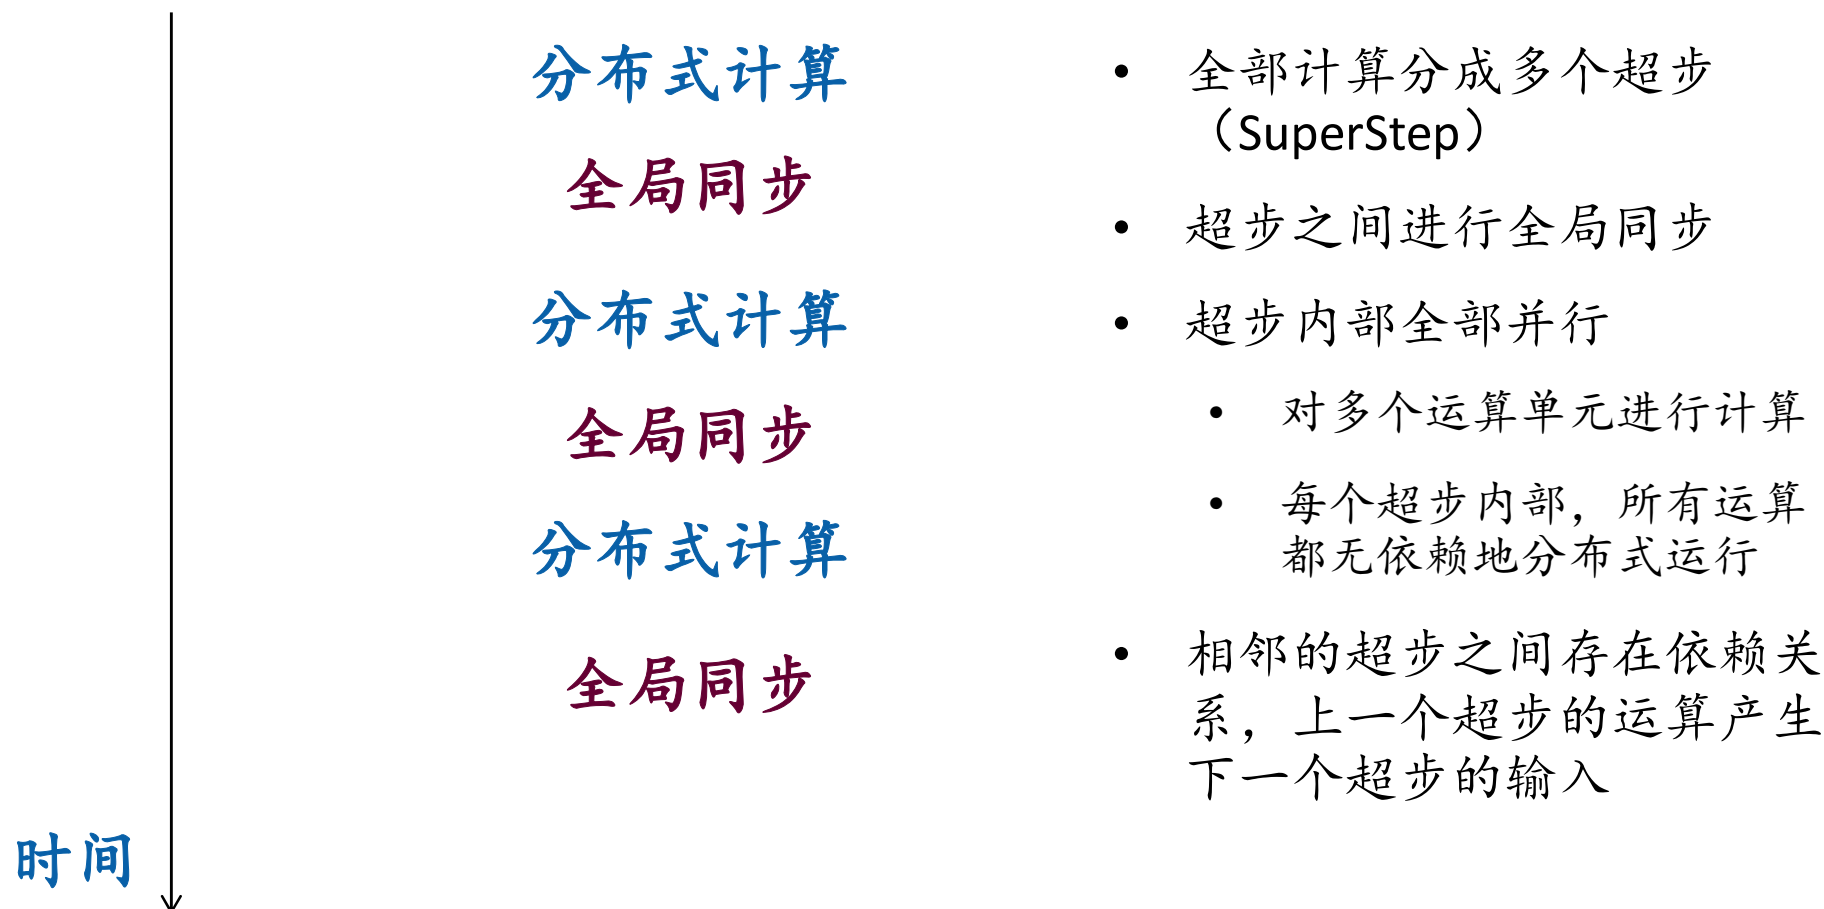 分布式计算
全局同步
分布式计算
全局同步
分布式计算
全局同步
时间
• 全部计算分成多个超步
（SuperStep）
• 超步之间进行全局同步
• 超步内部全部并行
• 对多个运算单元进行计算
• 每个超步内部，所有运算
都无依赖地分布式运行
• 相邻的超步之间存在依赖关
系，上一个超步的运算产生
下一个超步的输入